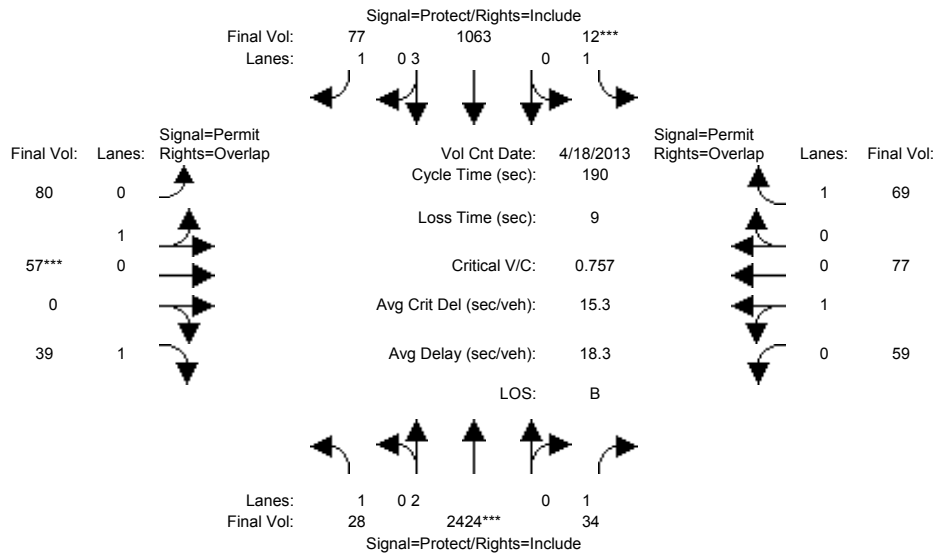 Signal=Protect/Rights=Include
Final Vol: 77 1063 12***
Lanes: 1 0 3 0 1
Signal=Permit Signal=Permit
Final Vol: Lanes: Rights=Overlap Vol Cnt Date: 4/18/2013 Rights=Overlap Lanes: Final Vol:
Cycle Time (sec): 190
80 0 1 69
Loss Time (sec): 9
1 0
57*** 0 Critical V/C: 0.757 0 77
0 Avg Crit Del (sec/veh): 15.3 1
39 1 Avg Delay (sec/veh): 18.3 0 59
LOS: B
Lanes: 1 0 2 0 1
Final Vol: 28 2424*** 34
Signal=Protect/Rights=Include